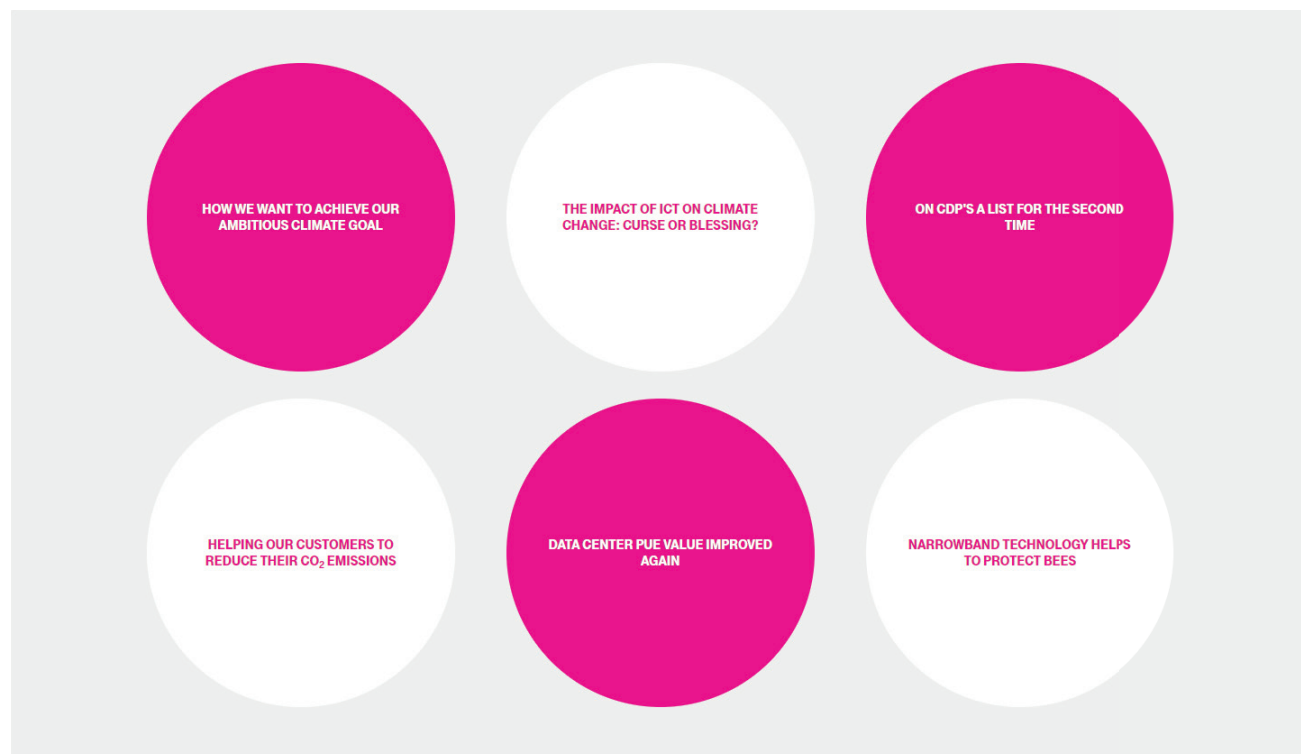 HOW WE WANT TO ACHIEVE OUR
AMBITIOUS CLIMATE GOAL
THE IMPACT OF ICT ON CLIMATE
CHANGE: CURSE OR BLESSING?
ON CDP'S A LIST FOR THE SECOND
TIME
HELPING OUR CUSTOMERS TO
REDUCE THEIR CO₂ EMISSIONS
DATA CENTER PUE VALUE IMPROVED
AGAIN
NARROWBAND TECHNOLOGY HELPS
TO PROTECT BEES